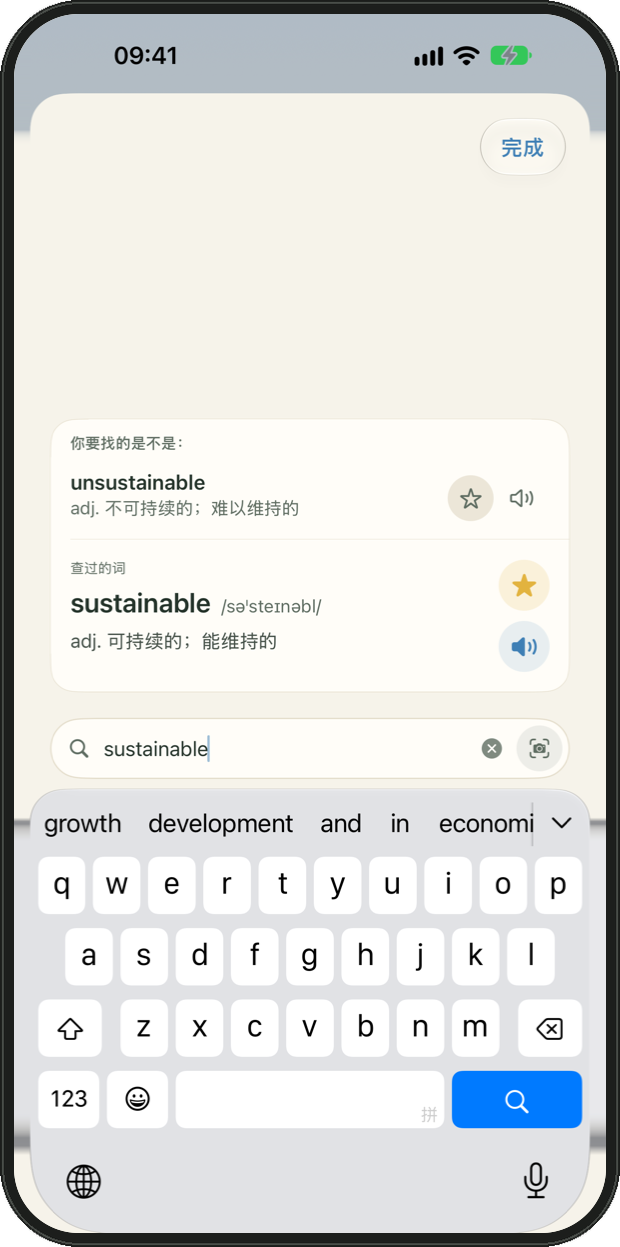 09:41
完成
你要找的是不是：
unsustainable
adj. 不可持续的；难以维持的
查过的词
sustainable /sə'steɪnəbl/
adj. 可持续的；能维持的
sustainable
growth development and in economi
q w e r t y u i o p
a s d f g h j k l
z x c v b n m
123 拼